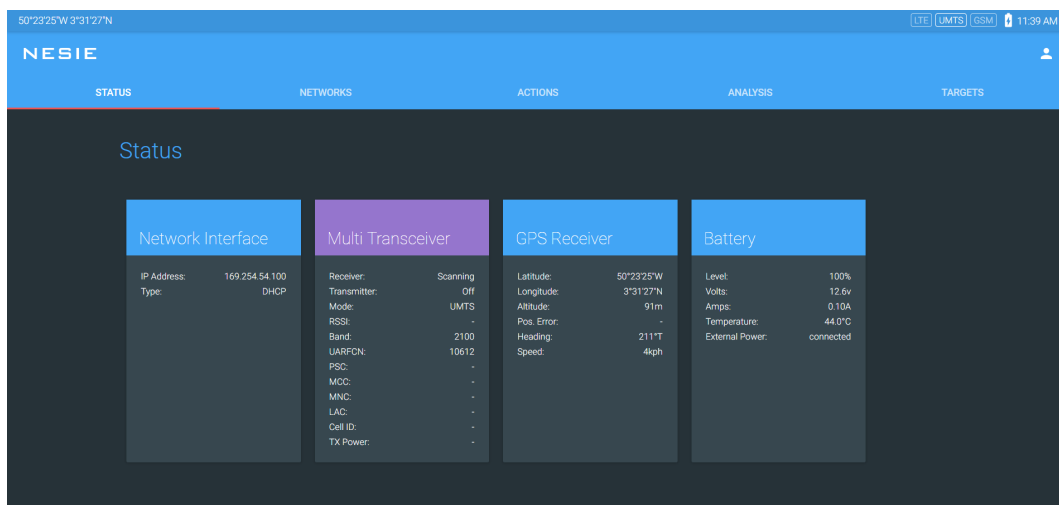 50°23'25"W 3°31'27"N LTE UMTS GSM 11:39 AM
NESIE
STATUS NETWORKS ACTIONS ANALYSIS TARGETS
Status
Network Interface
IP Address: 169.254.54.100
Type: DHCP
Multi Transceiver
Receiver: Scanning
Transmitter: Off
Mode: UMTS
RSSI: -
Band: 2100
UARFCN: 10612
PSC: -
MCC: -
MNC: -
LAC: -
Cell ID: -
TX Power: -
GPS Receiver
Latitude: 50°23'25"W
Longitude: 3°31'27"N
Altitude: 91m
Pos. Error: -
Heading: 211°T
Speed: 4kph
Battery
Level: 100%
Volts: 12.6v
Amps: 0.10A
Temperature: 44.0°C
External Power: connected